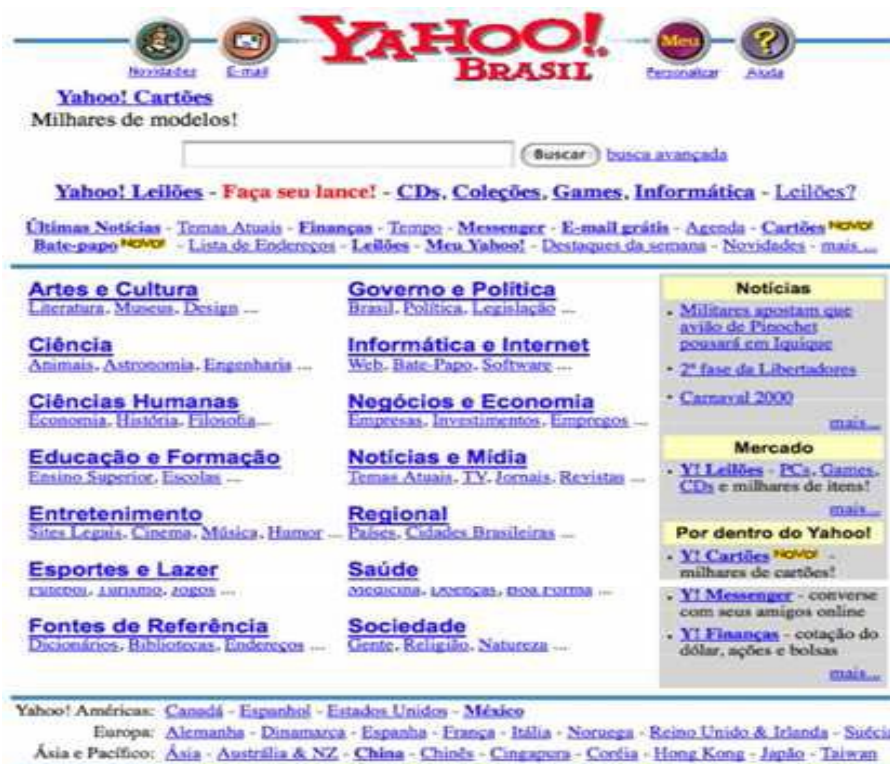 YAHOO!
BRASIL
Novidades E-mail Meu Personalizar Ajuda
Yahoo! Cartões
Milhares de modelos!
Buscar busca avançada
Yahoo! Leilões - Faça seu lance! - CDs, Coleções, Games, Informática - Leilões?
Últimas Notícias - Temas Atuais - Finanças - Tempo - Messenger - E-mail grátis - Agenda - Cartões NOVO!
Bate-papo NOVO! - Lista de Endereços - Leilões - Meu Yahoo! - Destaques da semana - Novidades - mais ...
Artes e Cultura
Literatura, Museus, Design ...
Ciência
Animais, Astronomia, Engenharia ...
Ciências Humanas
Economia, História, Filosofia...
Educação e Formação
Ensino Superior, Escolas ...
Entretenimento
Sites Legais, Cinema, Música, Humor ...
Esportes e Lazer
Futebol, Turismo, Jogos ...
Fontes de Referência
Dicionários, Bibliotecas, Endereços ...
Governo e Política
Brasil, Política, Legislação ...
Informática e Internet
Web, Bate-Papo, Software ...
Negócios e Economia
Empresas, Investimentos, Empregos ...
Notícias e Mídia
Temas Atuais, TV, Jornais, Revistas ...
Regional
Países, Cidades Brasileiras ...
Saúde
Medicina, Doenças, Boa Forma ...
Sociedade
Gente, Religião, Natureza ...
Notícias
• Militares apostam que
avião de Pinochet
pousará em Iquique
• 2ª fase da Libertadores
• Carnaval 2000
mais...
Mercado
• Y! Leilões - PCs, Games,
CDs e milhares de itens!
mais...
Por dentro do Yahoo!
• Y! Cartões NOVO! -
milhares de cartões!
• Y! Messenger - converse
com seus amigos online
• Y! Finanças - cotação do
dólar, ações e bolsas
mais...
Yahoo! Américas: Canadá - Espanhol - Estados Unidos - México
Europa: Alemanha - Dinamarca - Espanha - França - Itália - Noruega - Reino Unido & Irlanda - Suécia
Ásia e Pacífico: Ásia - Austrália & NZ - China - Chinês - Cingapura - Coréia - Hong Kong - Japão - Taiwan